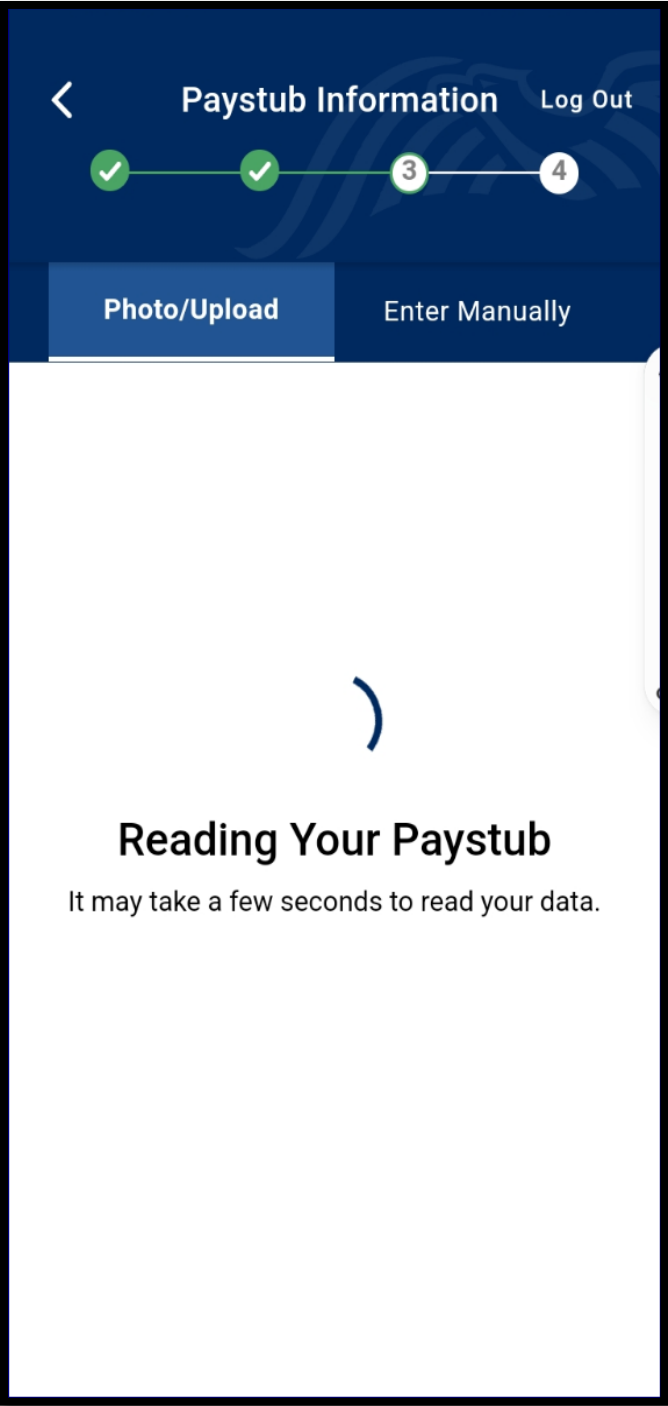 Paystub Information
Log Out
3
4
Photo/Upload
Enter Manually
Reading Your Paystub
It may take a few seconds to read your data.